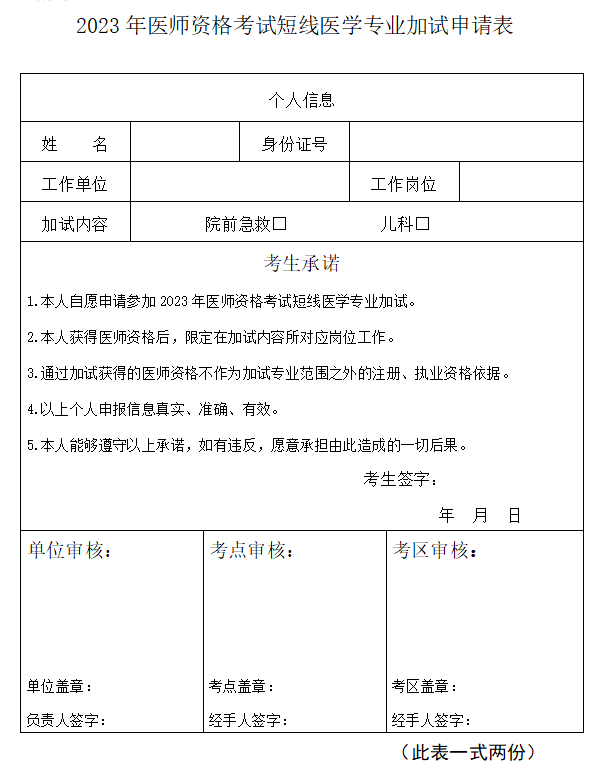 2023 年医师资格考试短线医学专业加试申请表
个人信息
姓 名 身份证号
工作单位 工作岗位
加试内容 院前急救□ 儿科□
考生承诺
1.本人自愿申请参加 2023 年医师资格考试短线医学专业加试。
2.本人获得医师资格后，限定在加试内容所对应岗位工作。
3.通过加试获得的医师资格不作为加试专业范围之外的注册、执业资格依据。
4.以上个人申报信息真实、准确、有效。
5.本人能够遵守以上承诺，如有违反，愿意承担由此造成的一切后果。
考生签字：
年 月 日
单位审核： 考点审核： 考区审核：
单位盖章： 考点盖章： 考区盖章：
负责人签字： 经手人签字： 经手人签字：
（此表一式两份）